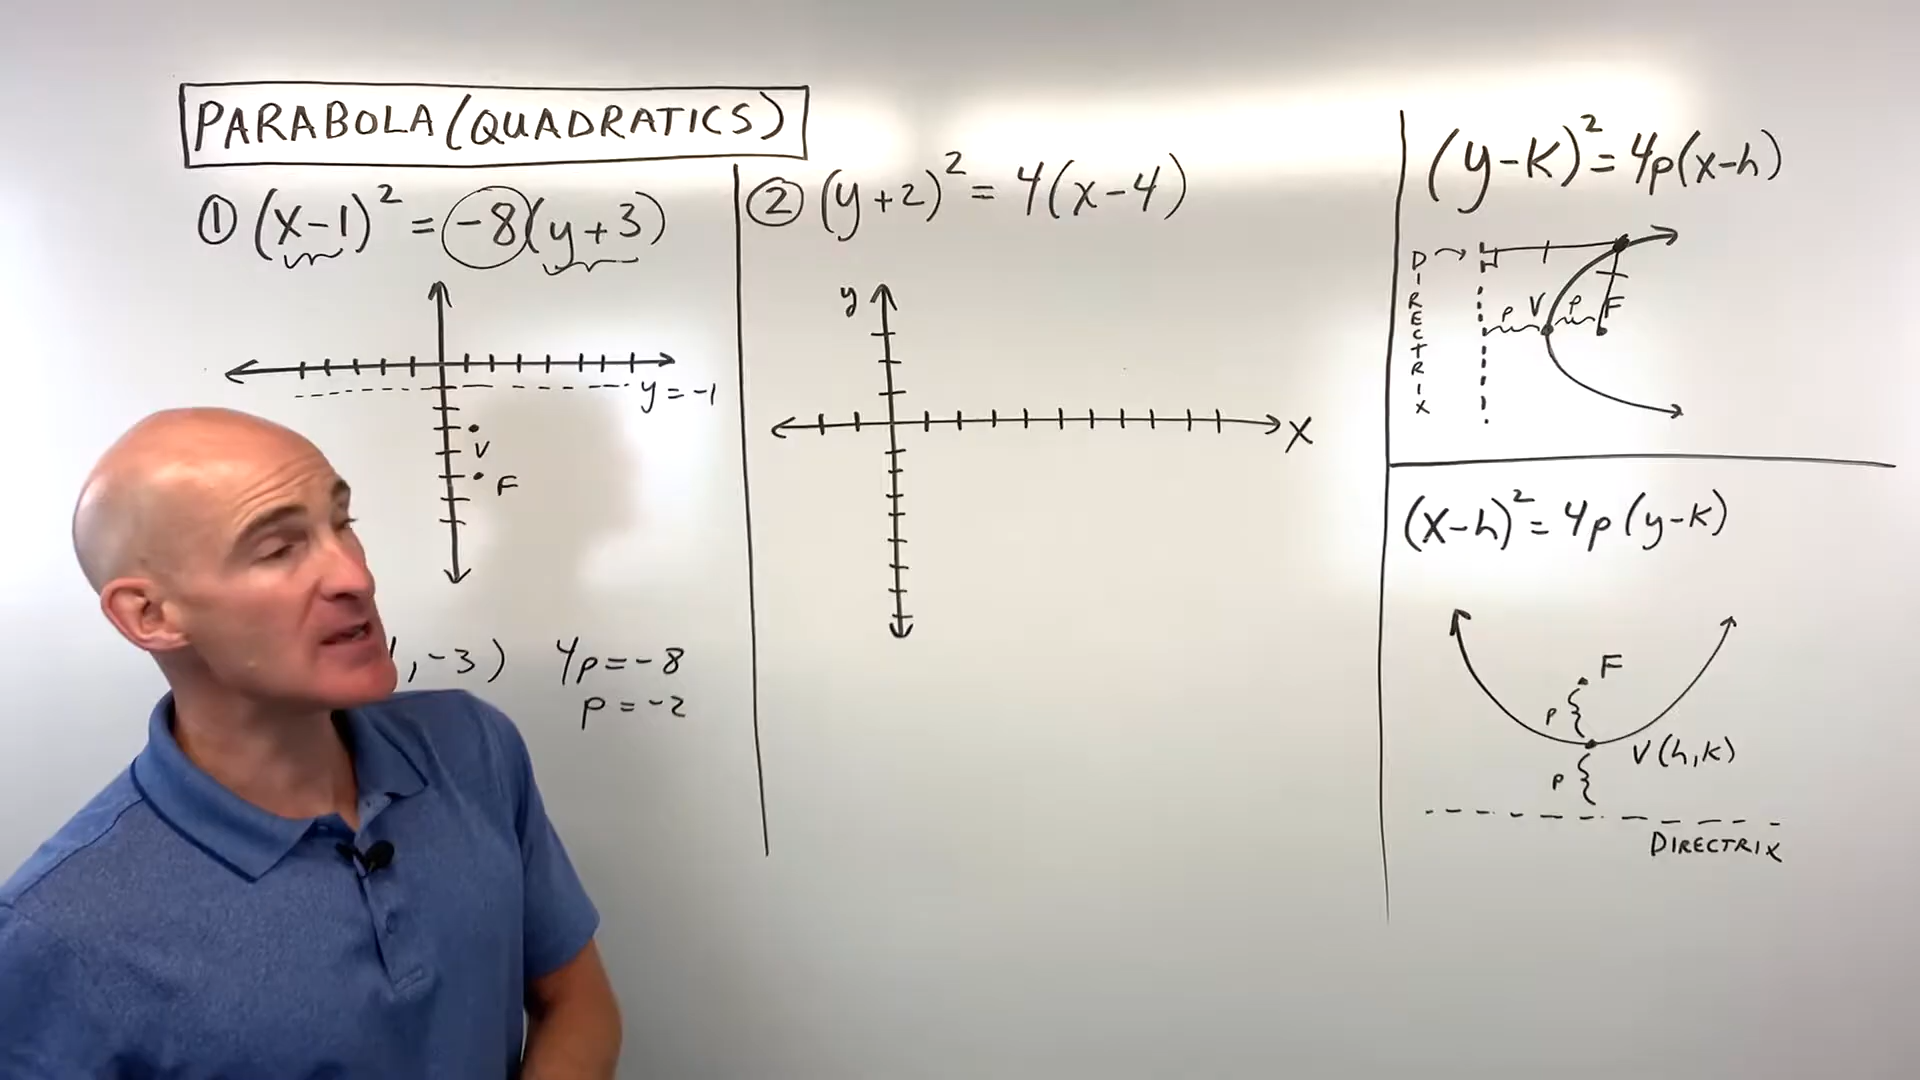 PARABOLA (QUADRATICS)
① (x-1)² = -8(y+3)
y = -1
V
F
, -3)
4p = -8
p = -2
② (y+2)² = 4(x-4)
y
x
(y-k)² = 4p(x-h)
DIRECTRIX
p V p F
(x-h)² = 4p(y-k)
F
p
V(h,k)
p
DIRECTRIX